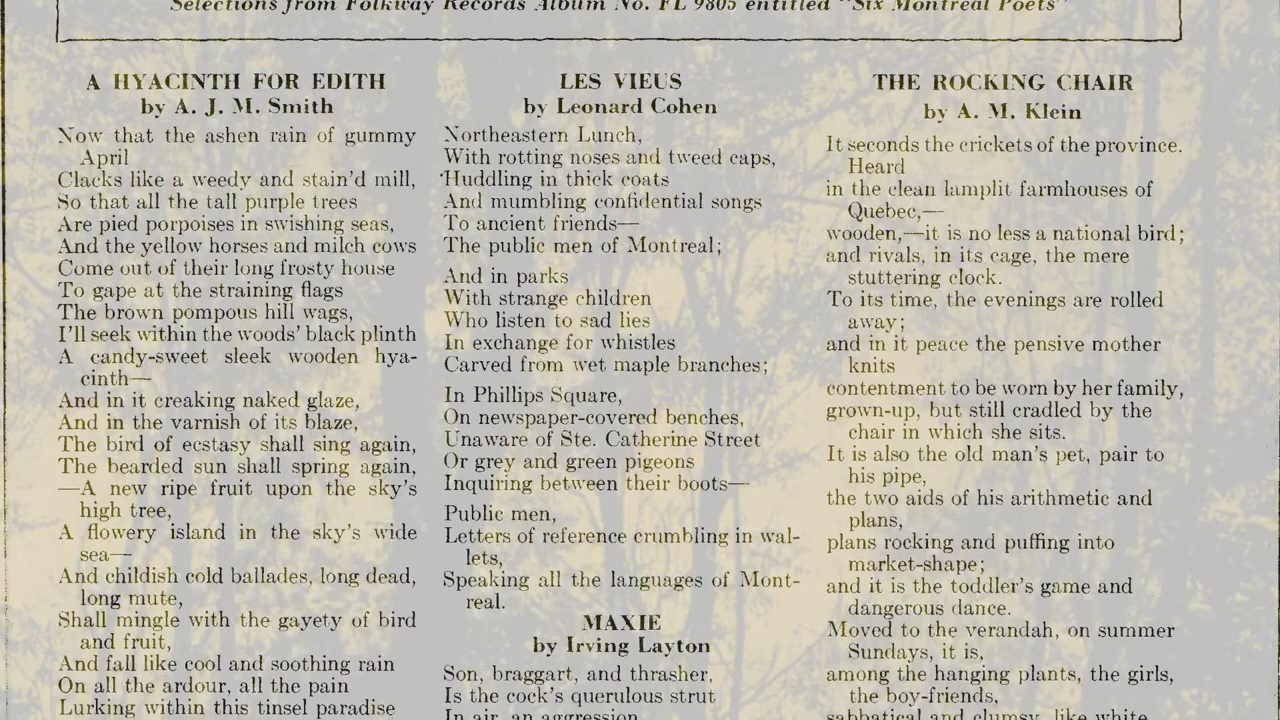 Selections from Folkway Records Album No. FL 9805 entitled "Six Montreal Poets"
A HYACINTH FOR EDITH
by A. J. M. Smith
Now that the ashen rain of gummy
April
Clacks like a weedy and stain'd mill,
So that all the tall purple trees
Are pied porpoises in swishing seas,
And the yellow horses and milch cows
Come out of their long frosty house
To gape at the straining flags
The brown pompous hill wags,
I'll seek within the woods' black plinth
A candy-sweet sleek wooden hya-
cinth—
And in it creaking naked glaze,
And in the varnish of its blaze,
The bird of ecstasy shall sing again,
The bearded sun shall spring again,
—A new ripe fruit upon the sky's
high tree,
A flowery island in the sky's wide
sea—
And childish cold ballades, long dead,
long mute,
Shall mingle with the gayety of bird
and fruit,
And fall like cool and soothing rain
On all the ardour, all the pain
Lurking within this tinsel paradise
LES VIEUS
by Leonard Cohen
Northeastern Lunch,
With rotting noses and tweed caps,
Huddling in thick coats
And mumbling confidential songs
To ancient friends—
The public men of Montreal;
And in parks
With strange children
Who listen to sad lies
In exchange for whistles
Carved from wet maple branches;
In Phillips Square,
On newspaper-covered benches,
Unaware of Ste. Catherine Street
Or grey and green pigeons
Inquiring between their boots—
Public men,
Letters of reference crumbling in wal-
lets,
Speaking all the languages of Mont-
real.
MAXIE
by Irving Layton
Son, braggart, and thrasher,
Is the cock's querulous strut
In air, an aggression
THE ROCKING CHAIR
by A. M. Klein
It seconds the crickets of the province.
Heard
in the clean lamplit farmhouses of
Quebec,—
wooden,—it is no less a national bird;
and rivals, in its cage, the mere
stuttering clock.
To its time, the evenings are rolled
away;
and in it peace the pensive mother
knits
contentment to be worn by her family,
grown-up, but still cradled by the
chair in which she sits.
It is also the old man's pet, pair to
his pipe,
the two aids of his arithmetic and
plans,
plans rocking and puffing into
market-shape;
and it is the toddler's game and
dangerous dance.
Moved to the verandah, on summer
Sundays, it is,
among the hanging plants, the girls,
the boy-friends,
sabbatical and clumsy, like white